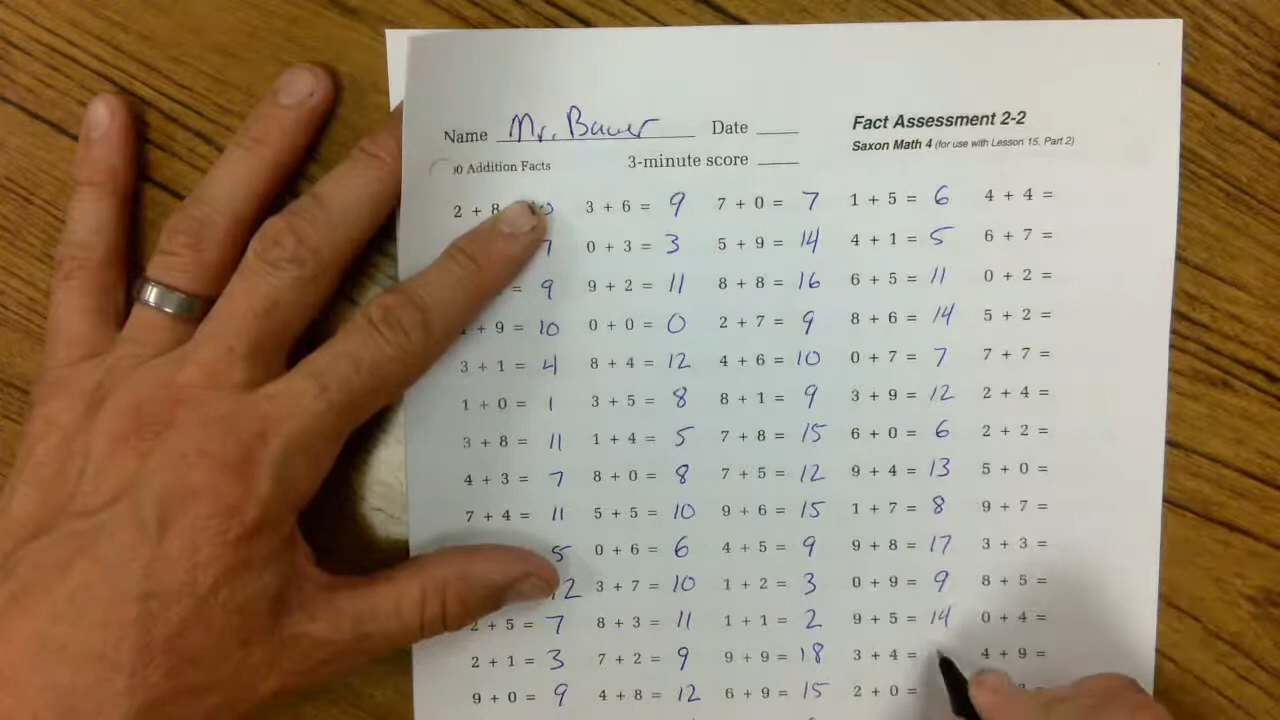 Name Mr. Bauer Date ____ Fact Assessment 2-2
Saxon Math 4 (for use with Lesson 15, Part 2)
0 Addition Facts 3-minute score ____
2 + 8 3 + 6 = 9 7 + 0 = 7 1 + 5 = 6 4 + 4 =
7 0 + 3 = 3 5 + 9 = 14 4 + 1 = 5 6 + 7 =
= 9 9 + 2 = 11 8 + 8 = 16 6 + 5 = 11 0 + 2 =
+ 9 = 10 0 + 0 = 0 2 + 7 = 9 8 + 6 = 14 5 + 2 =
3 + 1 = 4 8 + 4 = 12 4 + 6 = 10 0 + 7 = 7 7 + 7 =
1 + 0 = 1 3 + 5 = 8 8 + 1 = 9 3 + 9 = 12 2 + 4 =
3 + 8 = 11 1 + 4 = 5 7 + 8 = 15 6 + 0 = 6 2 + 2 =
4 + 3 = 7 8 + 0 = 8 7 + 5 = 12 9 + 4 = 13 5 + 0 =
7 + 4 = 11 5 + 5 = 10 9 + 6 = 15 1 + 7 = 8 9 + 7 =
5 0 + 6 = 6 4 + 5 = 9 9 + 8 = 17 3 + 3 =
12 3 + 7 = 10 1 + 2 = 3 0 + 9 = 9 8 + 5 =
2 + 5 = 7 8 + 3 = 11 1 + 1 = 2 9 + 5 = 14 0 + 4 =
2 + 1 = 3 7 + 2 = 9 9 + 9 = 18 3 + 4 = 4 + 9 =
9 + 0 = 9 4 + 8 = 12 6 + 9 = 15 2 + 0 =